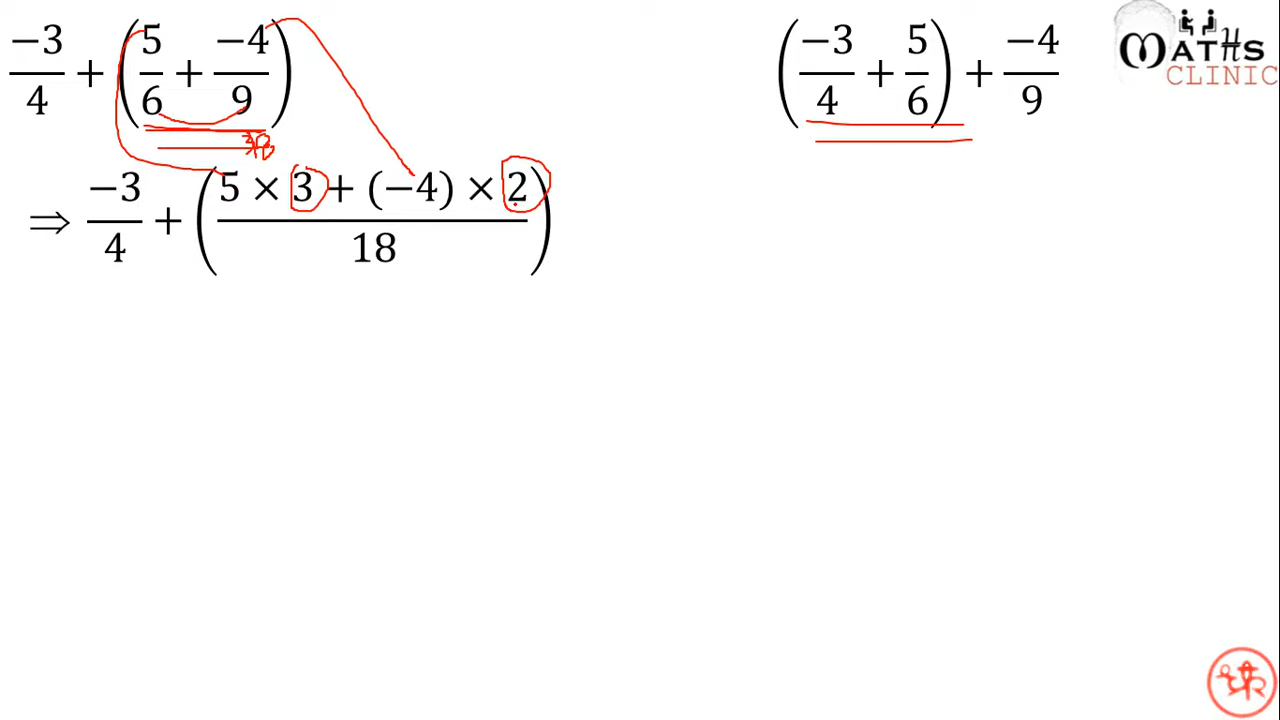 -3/4 + (5/6 + -4/9)
⇒ -3/4 + (5 × 3 + (-4) × 2 / 18)
(-3/4 + 5/6) + -4/9
MATHS
CLINIC